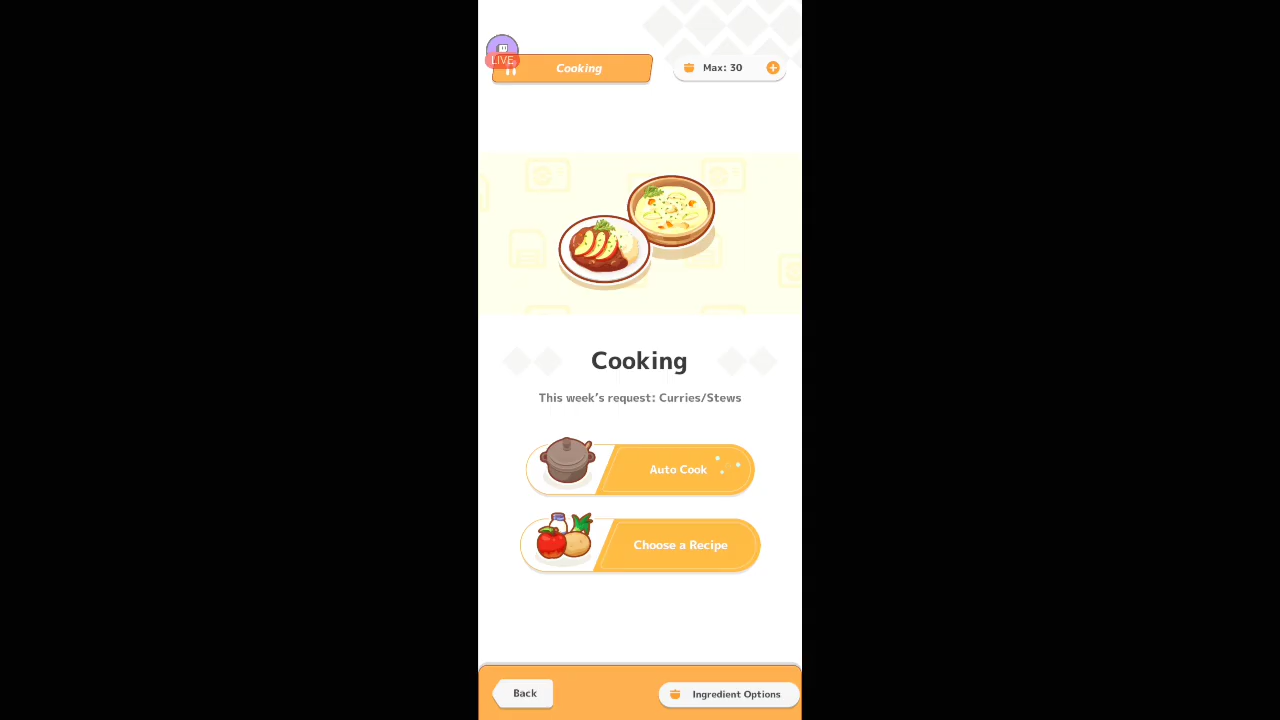 LIVE
Cooking
Max: 30
Cooking
This week's request: Curries/Stews
Auto Cook
Choose a Recipe
Back
Ingredient Options